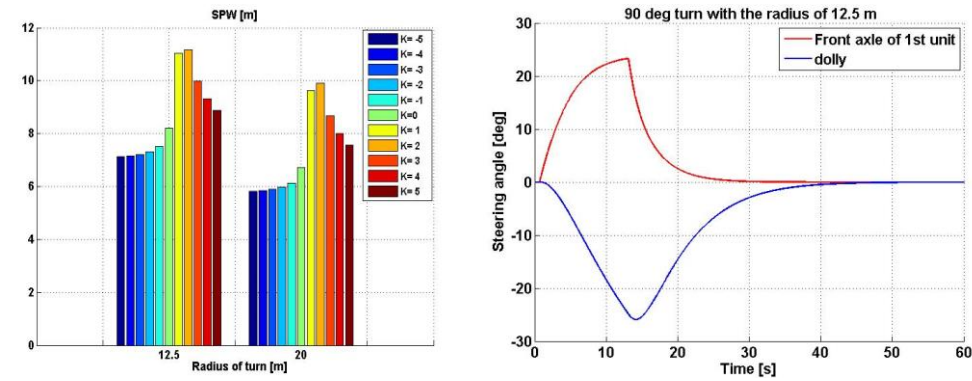 SPW [m]
12
10
8
6
4
2
0
12.5
20
Radius of turn [m]
K= -5
K= -4
K= -3
K= -2
K= -1
K=0
K= 1
K= 2
K= 3
K= 4
K= 5
90 deg turn with the radius of 12.5 m
Steering angle [deg]
30
20
10
0
-10
-20
-30
0
10
20
30
40
50
60
Time [s]
Front axle of 1st unit
dolly